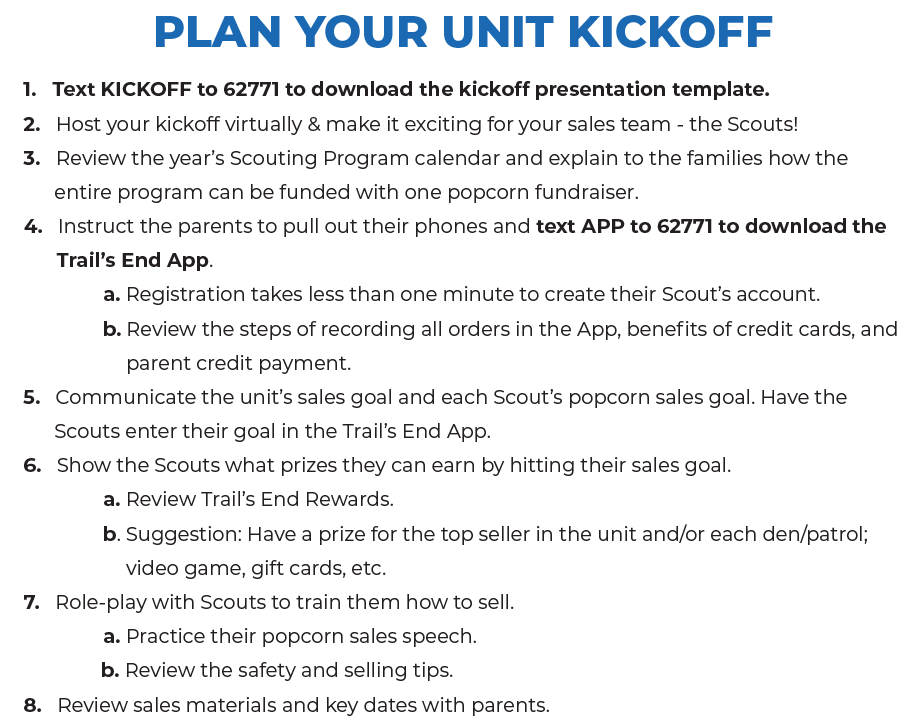 PLAN YOUR UNIT KICKOFF
1. Text KICKOFF to 62771 to download the kickoff presentation template.
2. Host your kickoff virtually & make it exciting for your sales team - the Scouts!
3. Review the year’s Scouting Program calendar and explain to the families how the
entire program can be funded with one popcorn fundraiser.
4. Instruct the parents to pull out their phones and text APP to 62771 to download the
Trail’s End App.
a. Registration takes less than one minute to create their Scout’s account.
b. Review the steps of recording all orders in the App, benefits of credit cards, and
parent credit payment.
5. Communicate the unit’s sales goal and each Scout’s popcorn sales goal. Have the
Scouts enter their goal in the Trail’s End App.
6. Show the Scouts what prizes they can earn by hitting their sales goal.
a. Review Trail’s End Rewards.
b. Suggestion: Have a prize for the top seller in the unit and/or each den/patrol;
video game, gift cards, etc.
7. Role-play with Scouts to train them how to sell.
a. Practice their popcorn sales speech.
b. Review the safety and selling tips.
8. Review sales materials and key dates with parents.